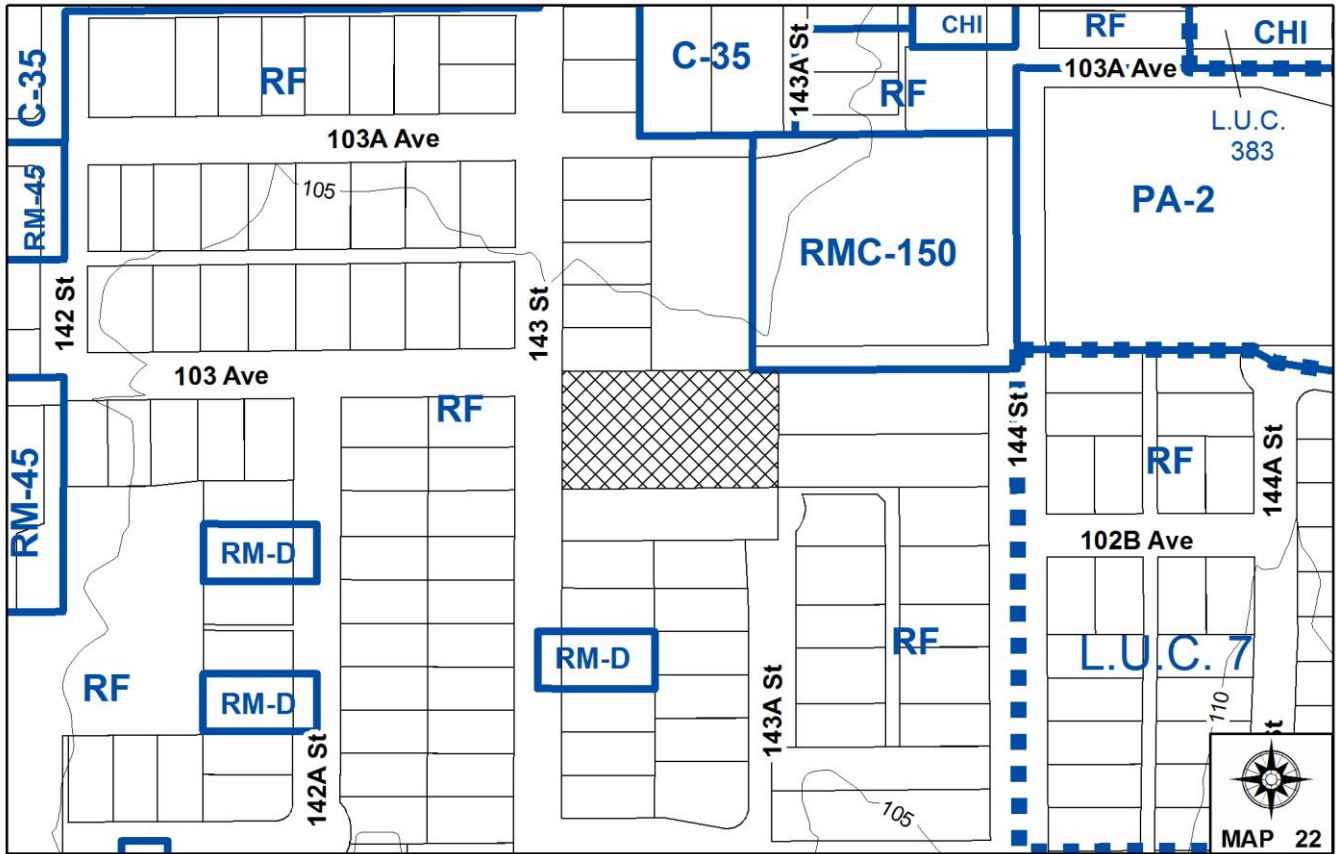 C-35
RF
C-35
143A St
CHI
RF
RF
CHI
103A Ave
L.U.C.
383
103A Ave
RM-45
105
RMC-150
PA-2
142 St
143 St
103 Ave
RF
RM-45
144 St
RF
144A St
RM-D
102B Ave
RM-D
RF
L.U.C. 7
RF
RM-D
143A St
110
St
142A St
105
MAP 22